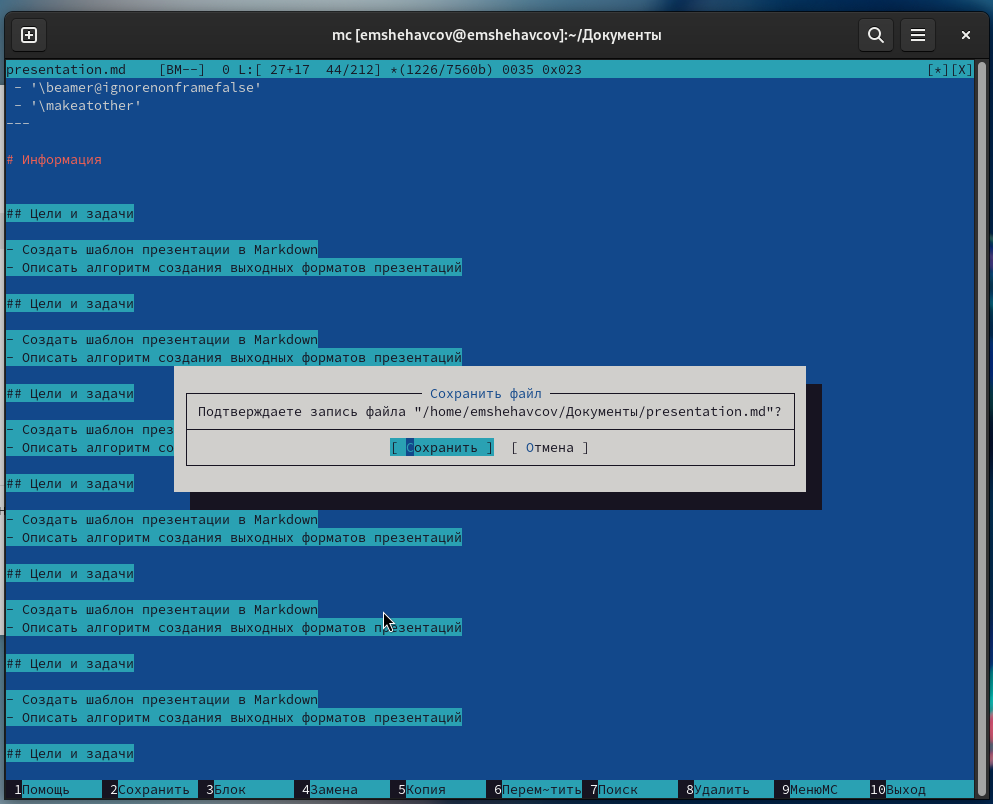 mc [emshehavcov@emshehavcov]:~/Документы
presentation.md [BM--] 0 L:[ 27+17 44/212] *(1226/7560b) 0035 0x023 [*][X]
- '\beamer@ignorenonframefalse'
- '\makeatother'
---
# Информация
## Цели и задачи
- Создать шаблон презентации в Markdown
- Описать алгоритм создания выходных форматов презентаций
## Цели и задачи
- Создать шаблон презентации в Markdown
- Описать алгоритм создания выходных форматов презентаций
## Цели и задачи
- Создать шаблон през
- Описать алгоритм со
## Цели и задачи
Сохранить файл
Подтверждаете запись файла "/home/emshehavcov/Документы/presentation.md"?
[ Сохранить ] [ Отмена ]
- Создать шаблон презентации в Markdown
- Описать алгоритм создания выходных форматов презентаций
## Цели и задачи
- Создать шаблон презентации в Markdown
- Описать алгоритм создания выходных форматов презентаций
## Цели и задачи
- Создать шаблон презентации в Markdown
- Описать алгоритм создания выходных форматов презентаций
## Цели и задачи
1Помощь 2Сохранить 3Блок 4Замена 5Копия 6Перем~тить 7Поиск 8Удалить 9МенюMC 10Выход